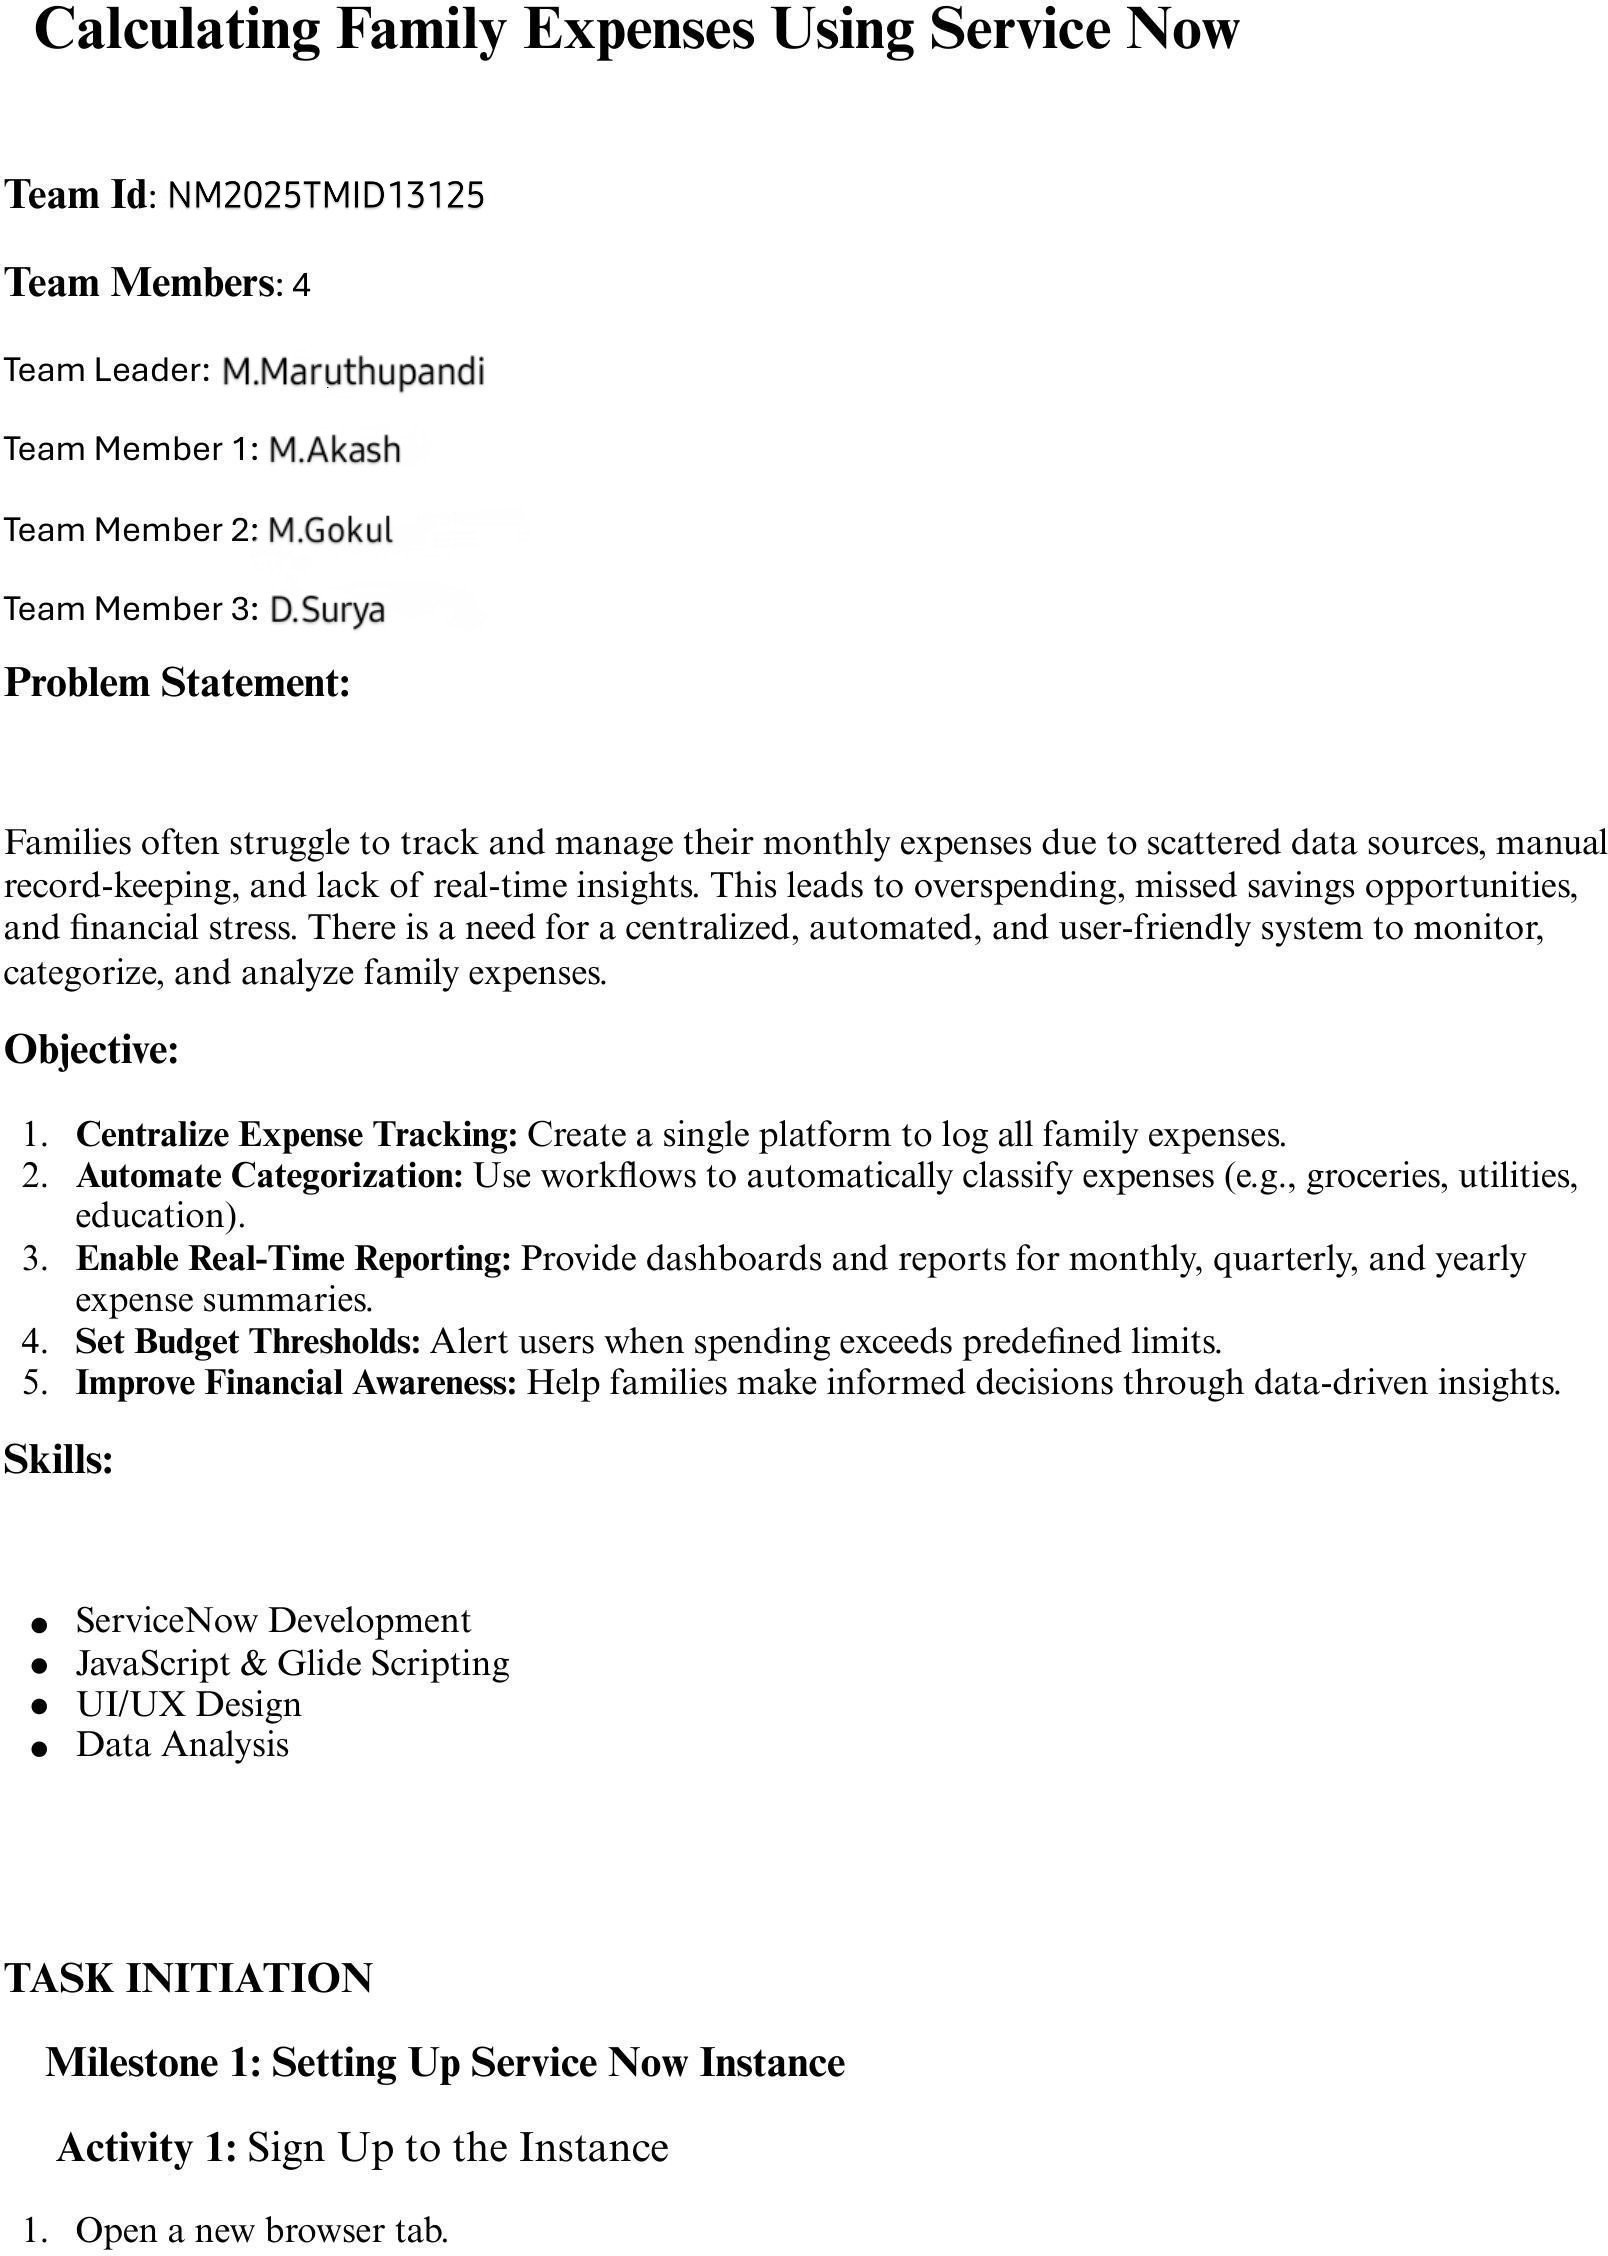 Calculating Family Expenses Using Service Now
Team Id: NM2025TMID13125
Team Members: 4
Team Leader: M.Maruthupandi
Team Member 1: M.Akash
Team Member 2: M.Gokul
Team Member 3: D.Surya
Problem Statement:
Families often struggle to track and manage their monthly expenses due to scattered data sources, manual
record-keeping, and lack of real-time insights. This leads to overspending, missed savings opportunities,
and financial stress. There is a need for a centralized, automated, and user-friendly system to monitor,
categorize, and analyze family expenses.
Objective:
1. Centralize Expense Tracking: Create a single platform to log all family expenses.
2. Automate Categorization: Use workflows to automatically classify expenses (e.g., groceries, utilities,
education).
3. Enable Real-Time Reporting: Provide dashboards and reports for monthly, quarterly, and yearly
expense summaries.
4. Set Budget Thresholds: Alert users when spending exceeds predefined limits.
5. Improve Financial Awareness: Help families make informed decisions through data-driven insights.
Skills:
● ServiceNow Development
● JavaScript & Glide Scripting
● UI/UX Design
● Data Analysis
TASK INITIATION
Milestone 1: Setting Up Service Now Instance
Activity 1: Sign Up to the Instance
1. Open a new browser tab.